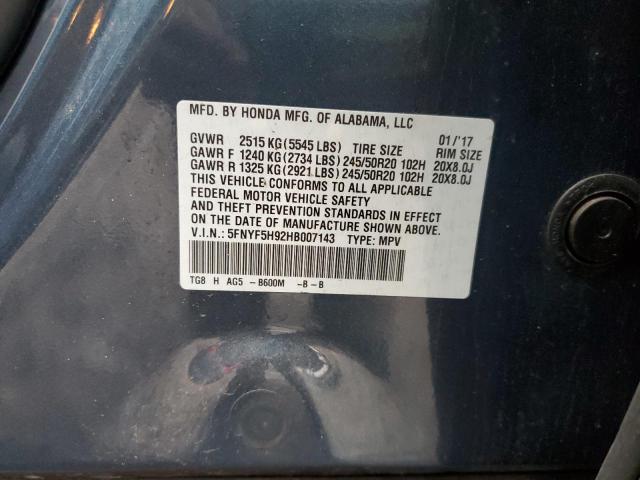 MFD. BY HONDA MFG. OF ALABAMA, LLC 01/'17
GVWR 2515 KG(5545 LBS) TIRE SIZE RIM SIZE
GAWR F 1240 KG(2734 LBS) 245/50R20 102H 20X8.0J
GAWR R 1325 KG(2921 LBS) 245/50R20 102H 20X8.0J
THIS VEHICLE CONFORMS TO ALL APPLICABLE
FEDERAL MOTOR VEHICLE SAFETY
AND THEFT PREVENTION STANDARDS IN EFFECT
ON THE DATE OF MANUFACTURE SHOWN ABOVE.
V.I.N.: 5FNYF5H92HB007143 TYPE: MPV
TG8 H AG5 - B600M -B-B